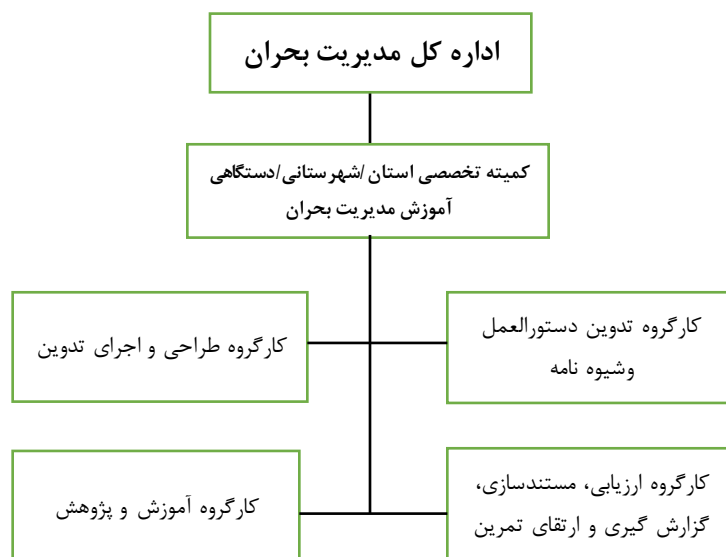 اداره کل مدیریت بحران
کمیته تخصصی استان/شهرستانی/دستگاهی
آموزش مدیریت بحران
کارگروه تدوین دستورالعمل
وشیوه نامه
کارگروه طراحی و اجرای تدوین
کارگروه ارزیابی، مستندسازی،
گزارش گیری و ارتقای تمرین
کارگروه آموزش و پژوهش